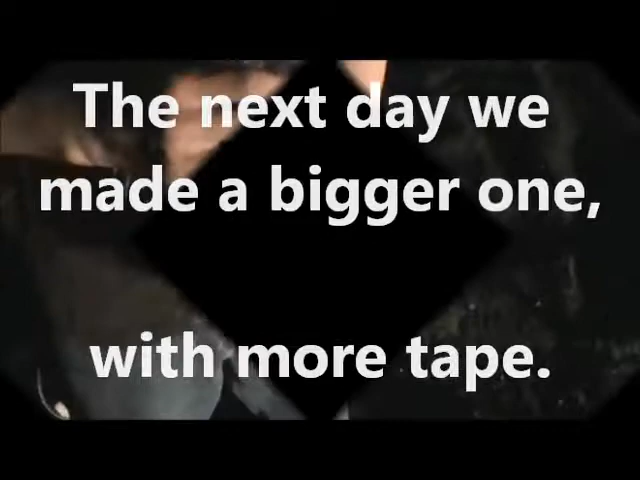 The next day we
made a bigger one,
with more tape.